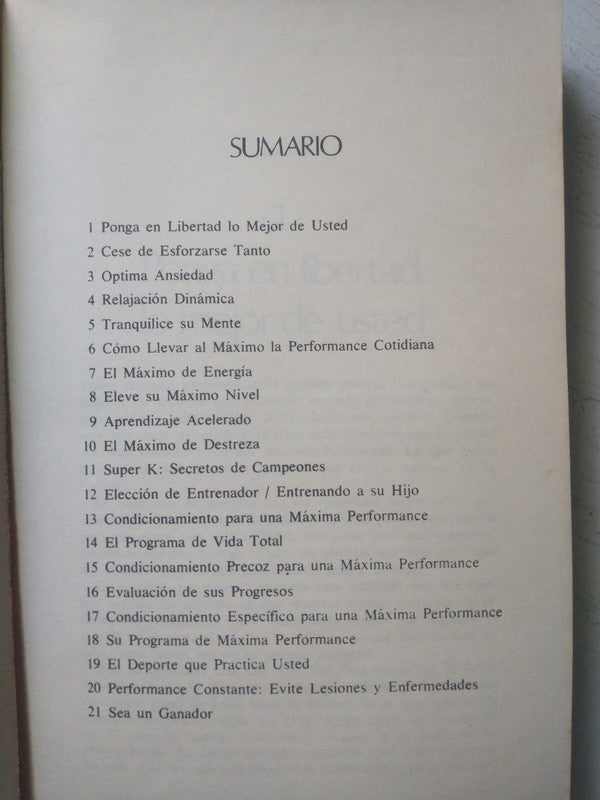 SUMARIO
1 Ponga en Libertad lo Mejor de Usted
2 Cese de Esforzarse Tanto
3 Optima Ansiedad
4 Relajación Dinámica
5 Tranquilice su Mente
6 Cómo Llevar al Máximo la Performance Cotidiana
7 El Máximo de Energía
8 Eleve su Máximo Nivel
9 Aprendizaje Acelerado
10 El Máximo de Destreza
11 Super K: Secretos de Campeones
12 Elección de Entrenador / Entrenando a su Hijo
13 Condicionamiento para una Máxima Performance
14 El Programa de Vida Total
15 Condicionamiento Precoz para una Máxima Performance
16 Evaluación de sus Progresos
17 Condicionamiento Específico para una Máxima Performance
18 Su Programa de Máxima Performance
19 El Deporte que Practica Usted
20 Performance Constante: Evite Lesiones y Enfermedades
21 Sea un Ganador